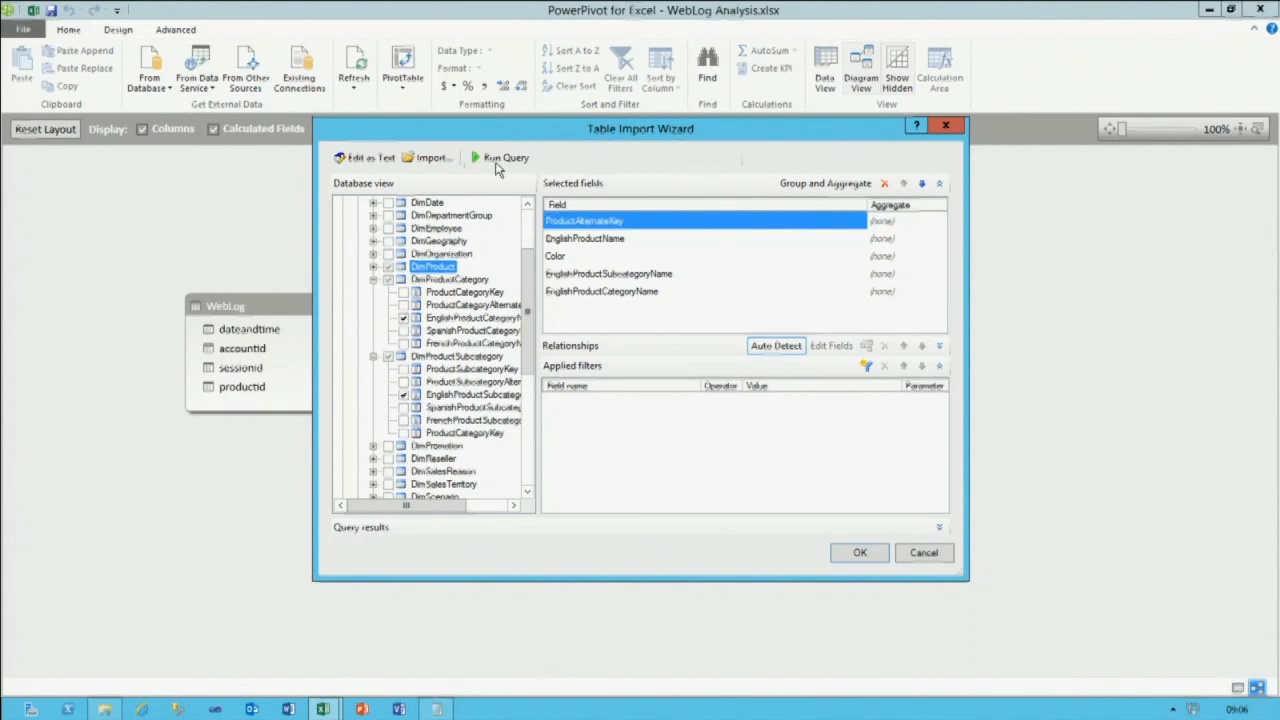 PowerPivot for Excel - WebLog Analysis.xlsx
File Home Design Advanced
Paste Paste Append Paste Replace Copy
Clipboard
From Database From Data Service From Other Sources Existing Connections
Get External Data
Refresh
PivotTable
Data Type :
Format :
$ %
Formatting
Sort A to Z
Sort Z to A
Clear Sort
Clear All Filters
Sort by Column
Sort and Filter
Find
Find
AutoSum
Create KPI
Calculations
Data View Diagram View Show Hidden Calculation Area
View
Reset Layout Display: Columns Calculated Fields 100%
WebLog
dateandtime
accountid
sessionid
productid
Table Import Wizard
Edit as Text Import... Run Query
Database view
DimDate
DimDepartmentGroup
DimEmployee
DimGeography
DimOrganization
DimProduct
DimProductCategory
ProductCategoryKey
ProductCategoryAlternate
EnglishProductCategoryN
SpanishProductCategory
FrenchProductCategoryN
DimProductSubcategory
ProductSubcategoryKey
ProductSubcategoryAlter
EnglishProductSubcateg
SpanishProductSubcateg
FrenchProductSubcateg
ProductCategoryKey
DimPromotion
DimReseller
DimSalesReason
DimSalesTerritory
DimScenario
Selected fields Group and Aggregate
Field Aggregate
ProductAlternateKey (none)
EnglishProductName (none)
Color (none)
EnglishProductSubcategoryName (none)
EnglishProductCategoryName (none)
Relationships Auto Detect Edit Fields
Applied filters
Field name Operator Value Parameter
Query results
OK Cancel
09:06